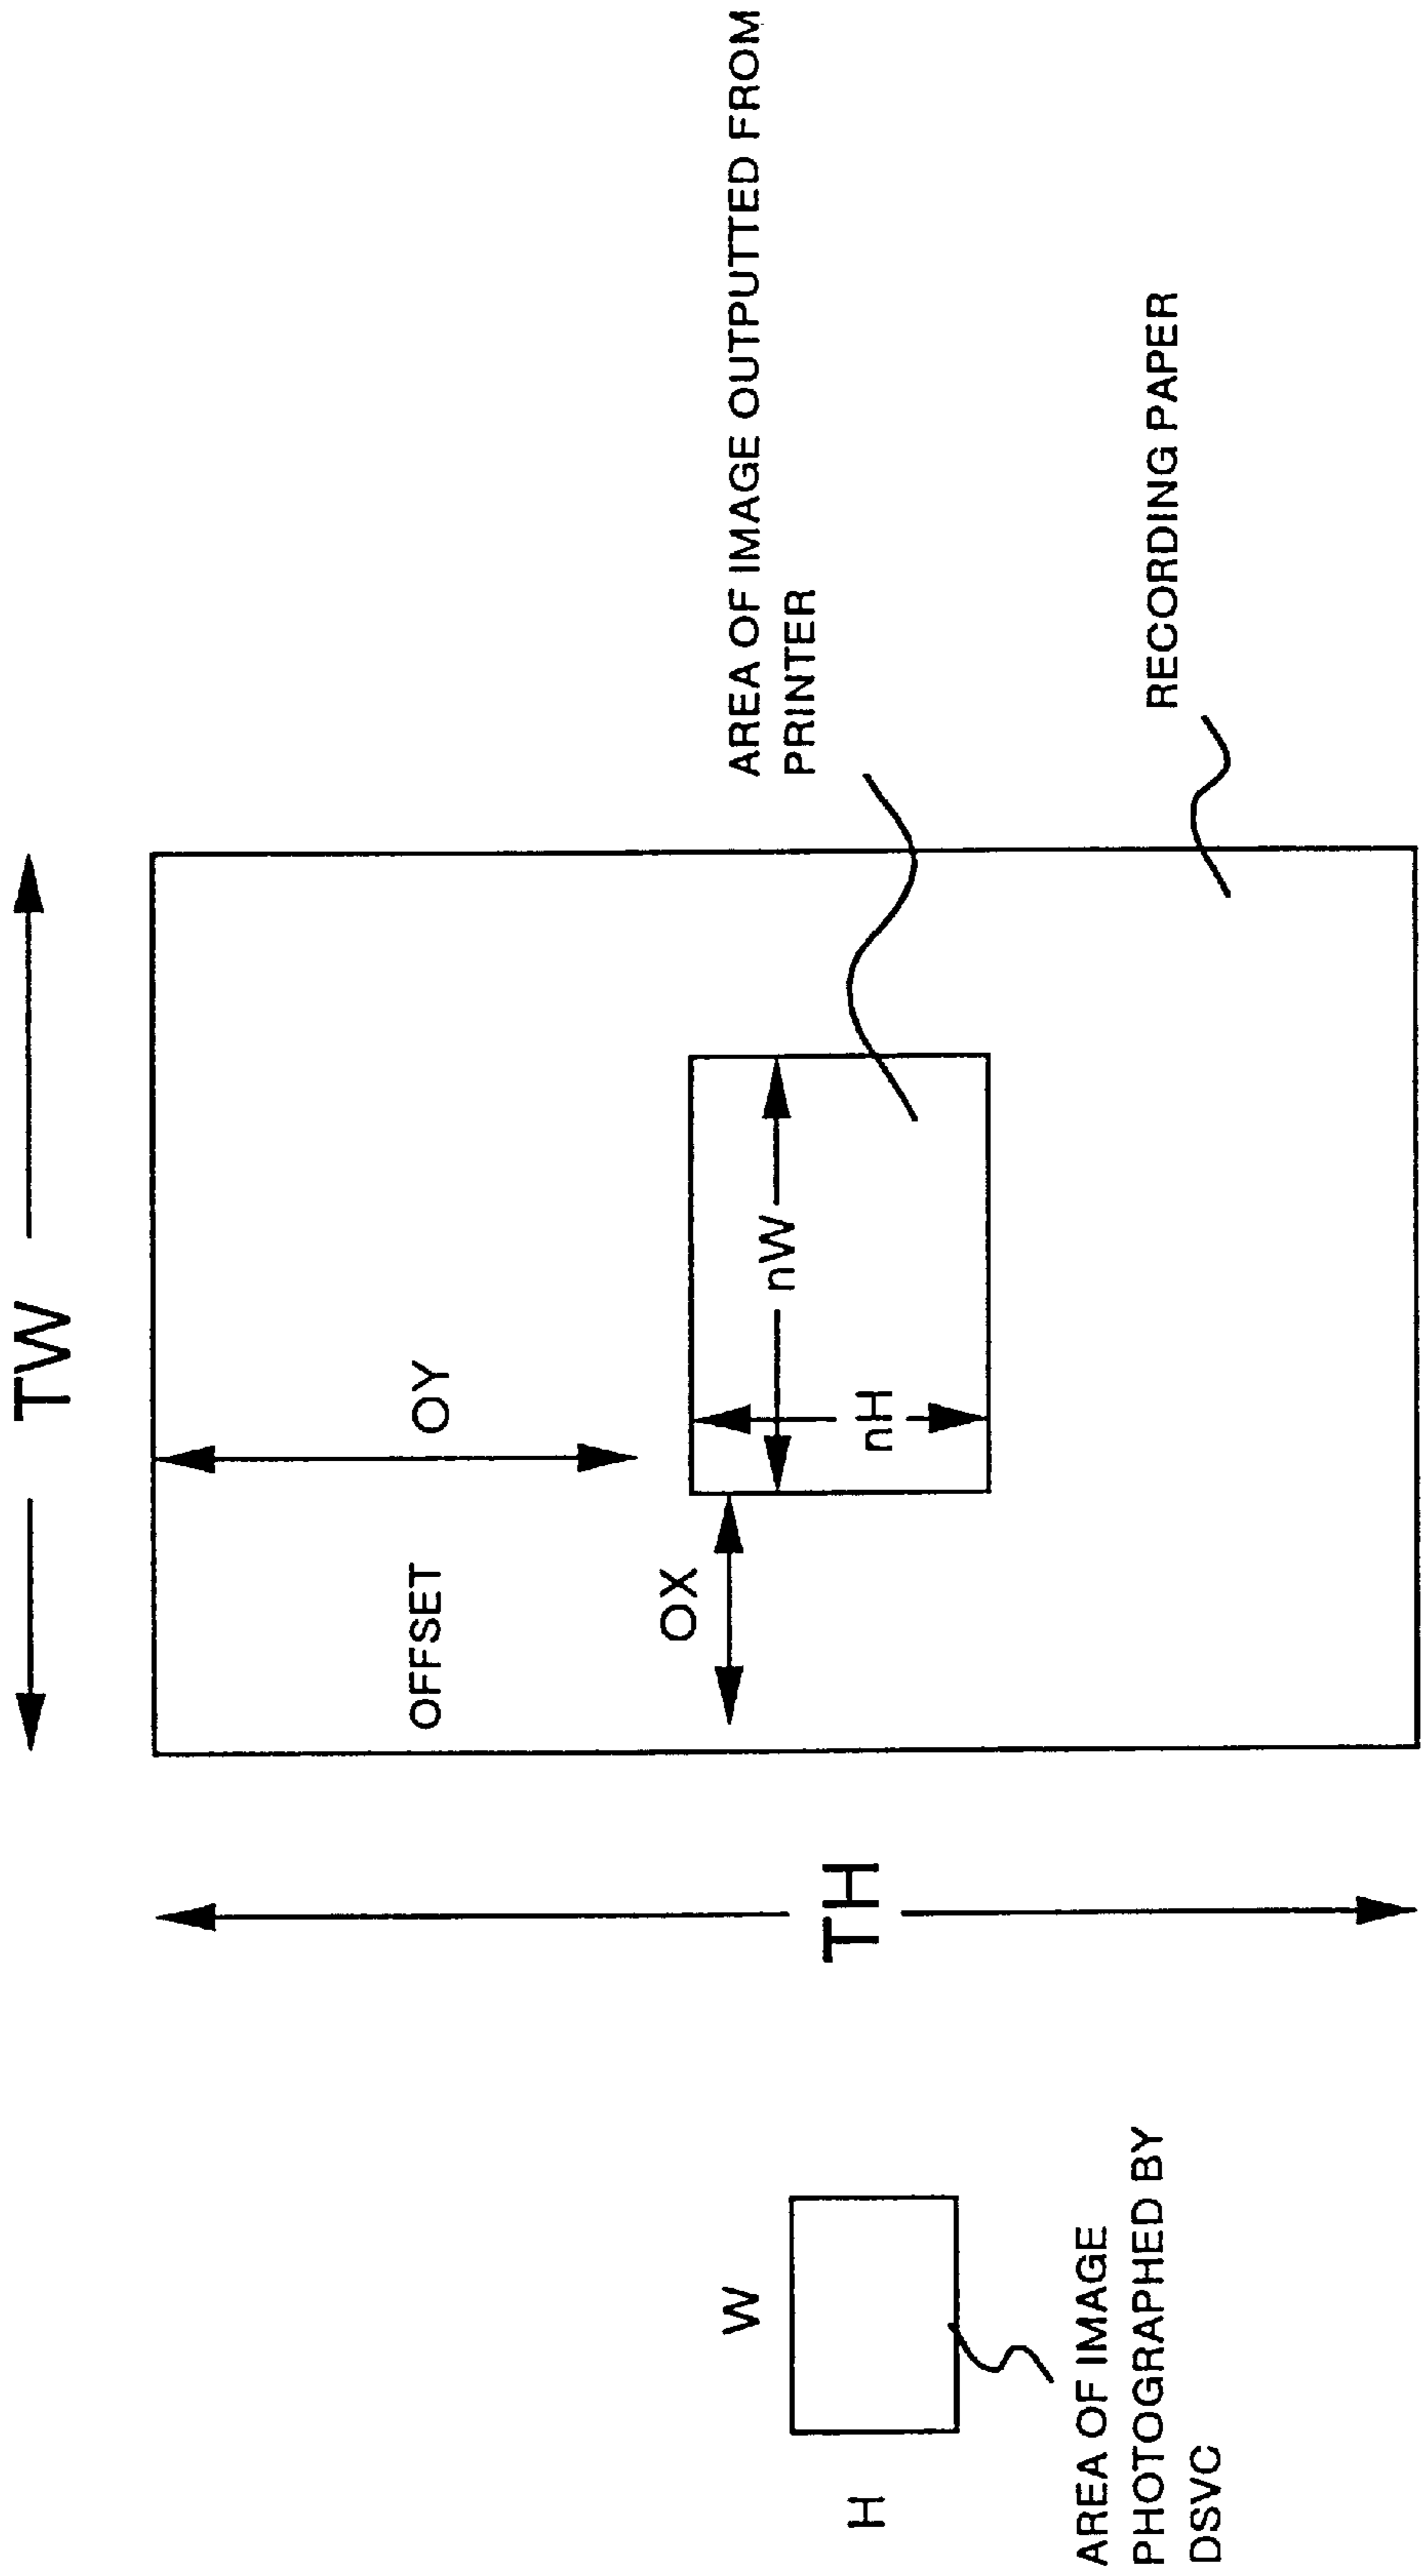 TW
OFFSET
OY
OX
nW
nH
TH
W
H
AREA OF IMAGE
PHOTOGRAPHED BY
DSVC
AREA OF IMAGE OUTPUTTED FROM
PRINTER
RECORDING PAPER